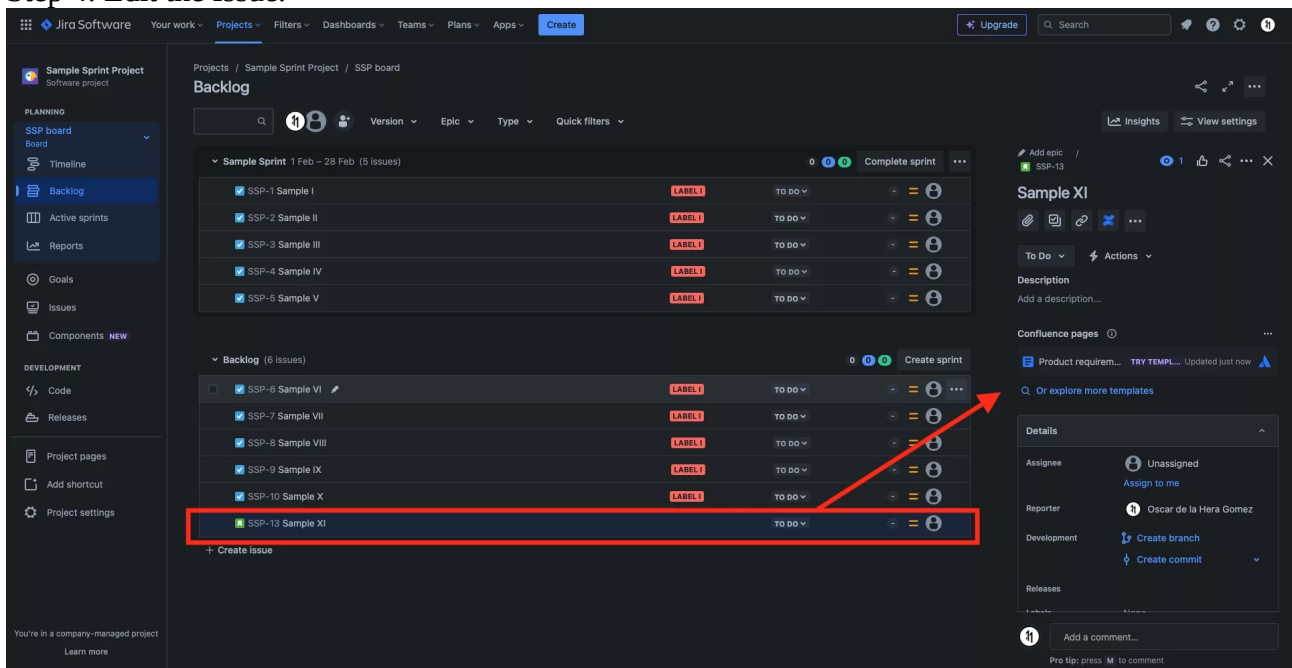 Step 4: Edit the issue.
Jira Software Your work Projects Filters Dashboards Teams Plans Apps Create Upgrade Search
Sample Sprint Project
Software project
PLANNING
SSP board
Board
Timeline
Backlog
Active sprints
Reports
Goals
Issues
Components NEW
DEVELOPMENT
Code
Releases
Project pages
Add shortcut
Project settings
You're in a company-managed project
Learn more
Projects / Sample Sprint Project / SSP board
Backlog
Version Epic Type Quick filters
Insights View settings
Sample Sprint 1 Feb – 28 Feb (5 issues) 0 0 0 Complete sprint
SSP-1 Sample I LABEL I TO DO -
SSP-2 Sample II LABEL I TO DO -
SSP-3 Sample III LABEL I TO DO -
SSP-4 Sample IV LABEL I TO DO -
SSP-5 Sample V LABEL I TO DO -
Backlog (6 issues) 0 0 0 Create sprint
SSP-6 Sample VI LABEL I TO DO -
SSP-7 Sample VII LABEL I TO DO -
SSP-8 Sample VIII LABEL I TO DO -
SSP-9 Sample IX LABEL I TO DO -
SSP-10 Sample X LABEL I TO DO -
SSP-13 Sample XI TO DO -
+ Create issue
Add epic /
SSP-13
1
Sample XI
To Do Actions
Description
Add a description...
Confluence pages
Product requirem... TRY TEMPL... Updated just now
Or explore more templates
Details
Assignee Unassigned
Assign to me
Reporter Oscar de la Hera Gomez
Development Create branch
Create commit
Releases
Labels None
Add a comment...
Pro tip: press M to comment